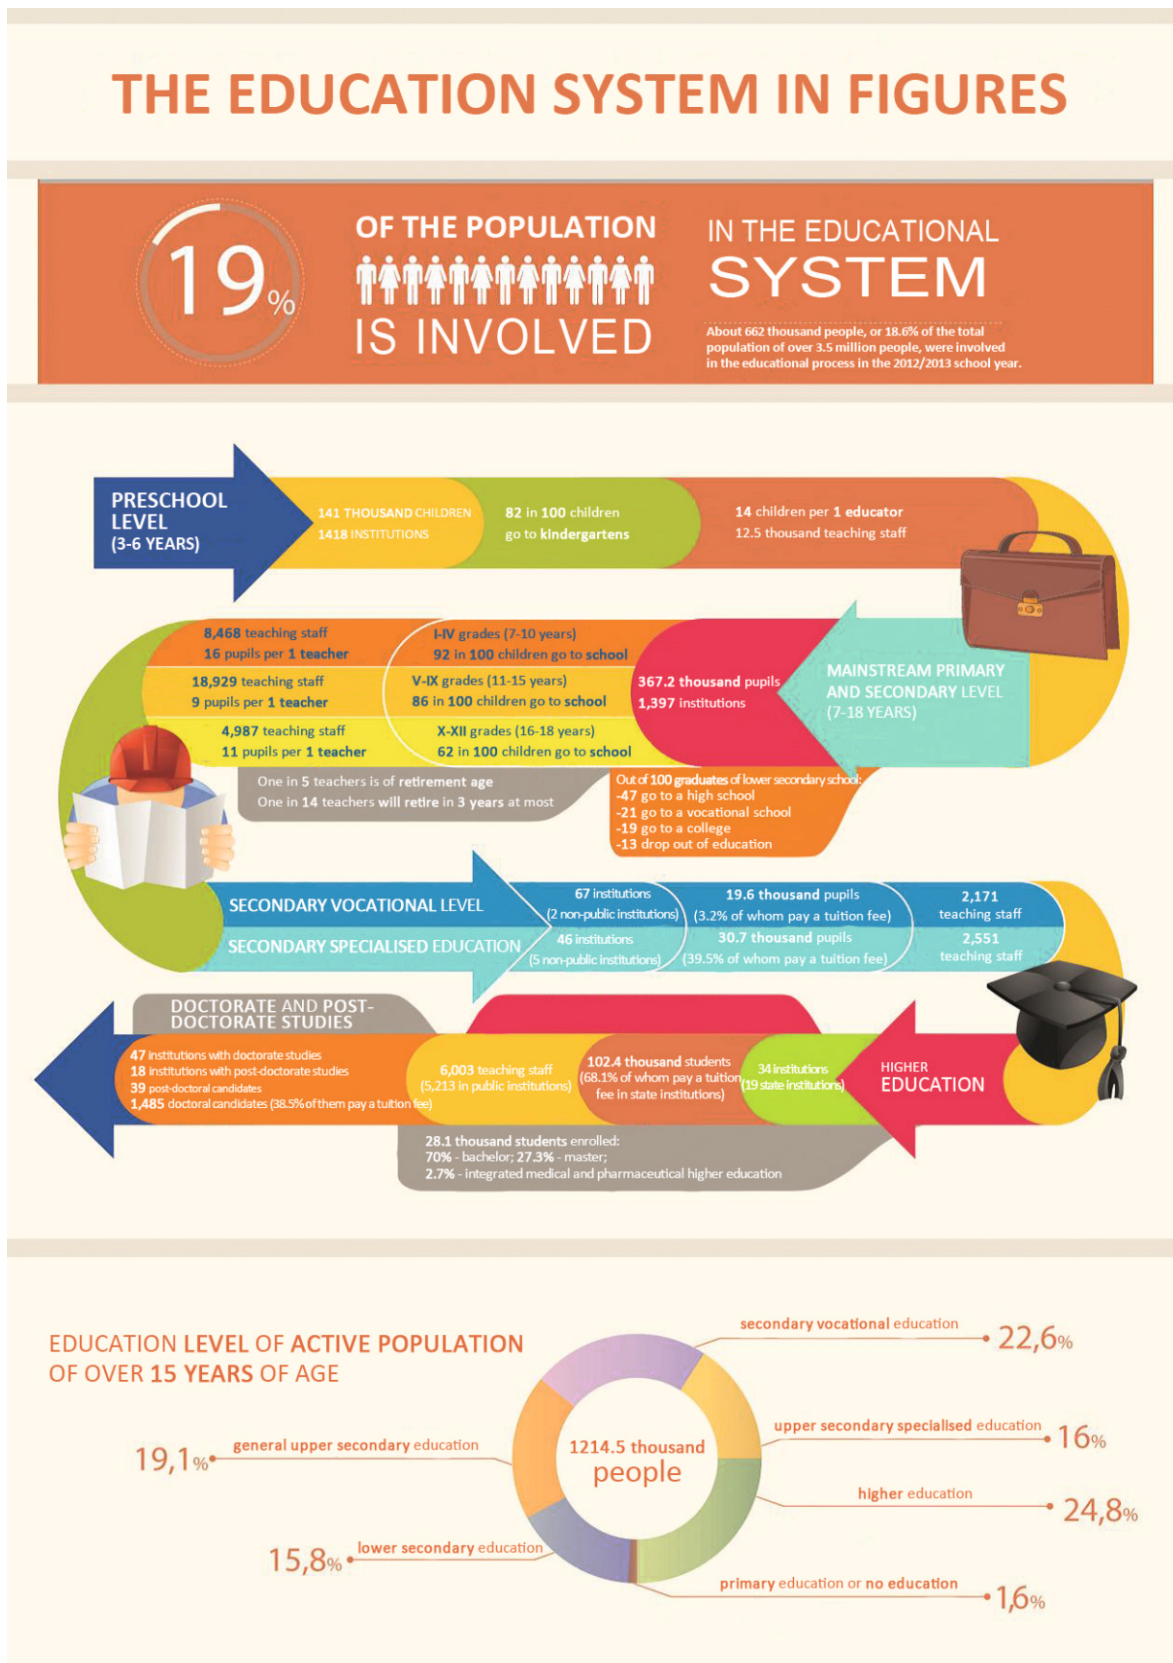 THE EDUCATION SYSTEM IN FIGURES
19%
OF THE POPULATION
IS INVOLVED
IN THE EDUCATIONAL
SYSTEM
About 662 thousand people, or 18.6% of the total
population of over 3.5 million people, were involved
in the educational process in the 2012/2013 school year.
PRESCHOOL
LEVEL
(3-6 YEARS)
141 THOUSAND CHILDREN
1418 INSTITUTIONS
82 in 100 children
go to kindergartens
14 children per 1 educator
12.5 thousand teaching staff
MAINSTREAM PRIMARY
AND SECONDARY LEVEL
(7-18 YEARS)
367.2 thousand pupils
1,397 institutions
I-IV grades (7-10 years)
92 in 100 children go to school
8,468 teaching staff
16 pupils per 1 teacher
V-IX grades (11-15 years)
86 in 100 children go to school
18,929 teaching staff
9 pupils per 1 teacher
X-XII grades (16-18 years)
62 in 100 children go to school
4,987 teaching staff
11 pupils per 1 teacher
One in 5 teachers is of retirement age
One in 14 teachers will retire in 3 years at most
Out of 100 graduates of lower secondary school:
-47 go to a high school
-21 go to a vocational school
-19 go to a college
-13 drop out of education
SECONDARY VOCATIONAL LEVEL
67 institutions
(2 non-public institutions)
19.6 thousand pupils
(3.2% of whom pay a tuition fee)
2,171
teaching staff
SECONDARY SPECIALISED EDUCATION
46 institutions
(5 non-public institutions)
30.7 thousand pupils
(39.5% of whom pay a tuition fee)
2,551
teaching staff
HIGHER
EDUCATION
34 institutions
(19 state institutions)
102.4 thousand students
(68.1% of whom pay a tuition
fee in state institutions)
6,003 teaching staff
(5,213 in public institutions)
28.1 thousand students enrolled:
70% - bachelor; 27.3% - master;
2.7% - integrated medical and pharmaceutical higher education
DOCTORATE AND POST-
DOCTORATE STUDIES
47 institutions with doctorate studies
18 institutions with post-doctorate studies
39 post-doctoral candidates
1,485 doctoral candidates (38.5% of them pay a tuition fee)
EDUCATION LEVEL OF ACTIVE POPULATION
OF OVER 15 YEARS OF AGE
1214.5 thousand
people
secondary vocational education
22,6%
upper secondary specialised education
16%
higher education
24,8%
primary education or no education
1,6%
lower secondary education
15,8%
general upper secondary education
19,1%